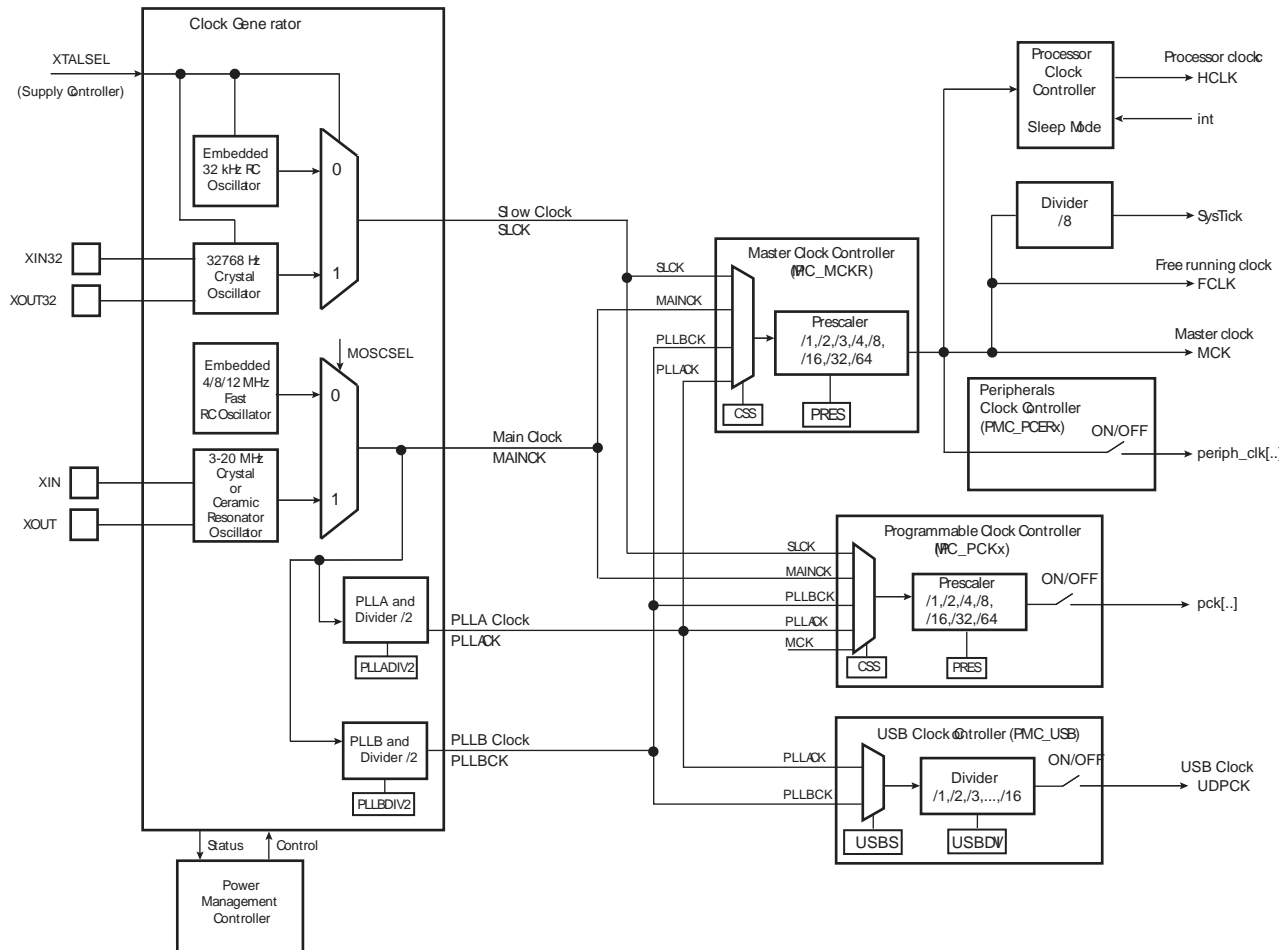 Clock Generator
XTALSEL
(Supply Controller)
Embedded
32 kHz RC
Oscillator
0
XIN32
XOUT32
32768 Hz
Crystal
Oscillator
1
Slow Clock
SLCK
Embedded
4/8/12 MHz
Fast
RC Oscillator
MOSCSEL
0
XIN
XOUT
3-20 MHz
Crystal
or
Ceramic
Resonator
Oscillator
1
Main Clock
MAINCK
PLLA and
Divider /2
PLLADIV2
PLLA Clock
PLLACK
PLLB and
Divider /2
PLLBDIV2
PLLB Clock
PLLBCK
Status
Control
Power
Management
Controller
Master Clock Controller
(PMC_MCKR)
SLCK
MAINCK
PLLBCK
PLLACK
CSS
Prescaler
/1,/2,/3,/4,/8,
/16,/32,/64
PRES
Processor
Clock
Controller
Sleep Mode
Processor clock
HCLK
int
Divider
/8
SysTick
Free running clock
FCLK
Master clock
MCK
Peripherals
Clock Controller
(PMC_PCERx)
ON/OFF
periph_clk[..]
Programmable Clock Controller
(PMC_PCKx)
SLCK
MAINCK
PLLBCK
PLLACK
MCK
CSS
Prescaler
/1,/2,/4,/8,
/16,/32,/64
PRES
ON/OFF
pck[..]
USB Clock Controller (PMC_USB)
PLLACK
PLLBCK
USBS
Divider
/1,/2,/3,...,/16
USBDIV
ON/OFF
USB Clock
UDPCK